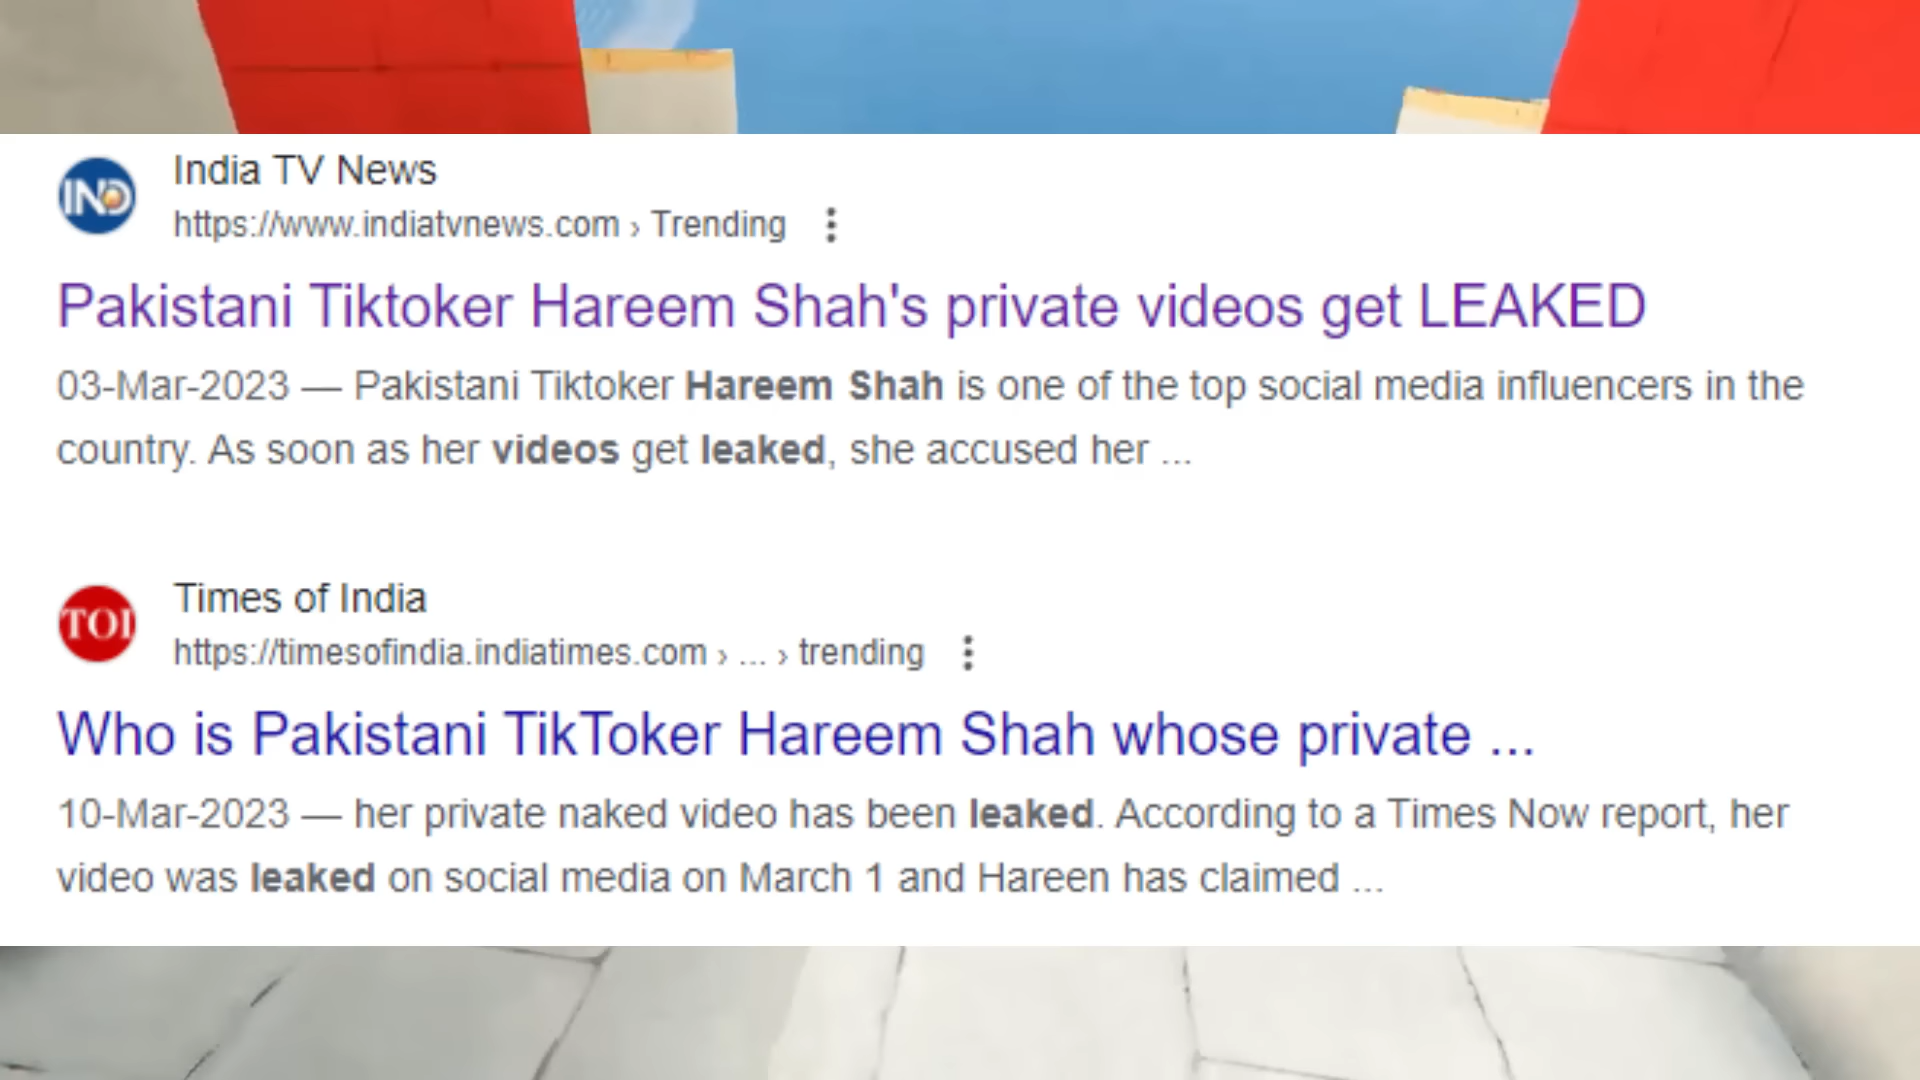 IND
India TV News
https://www.indiatvnews.com › Trending
Pakistani Tiktoker Hareem Shah's private videos get LEAKED
03-Mar-2023 — Pakistani Tiktoker Hareem Shah is one of the top social media influencers in the
country. As soon as her videos get leaked, she accused her ...
TOI
Times of India
https://timesofindia.indiatimes.com › ... › trending
Who is Pakistani TikToker Hareem Shah whose private ...
10-Mar-2023 — her private naked video has been leaked. According to a Times Now report, her
video was leaked on social media on March 1 and Hareen has claimed ...